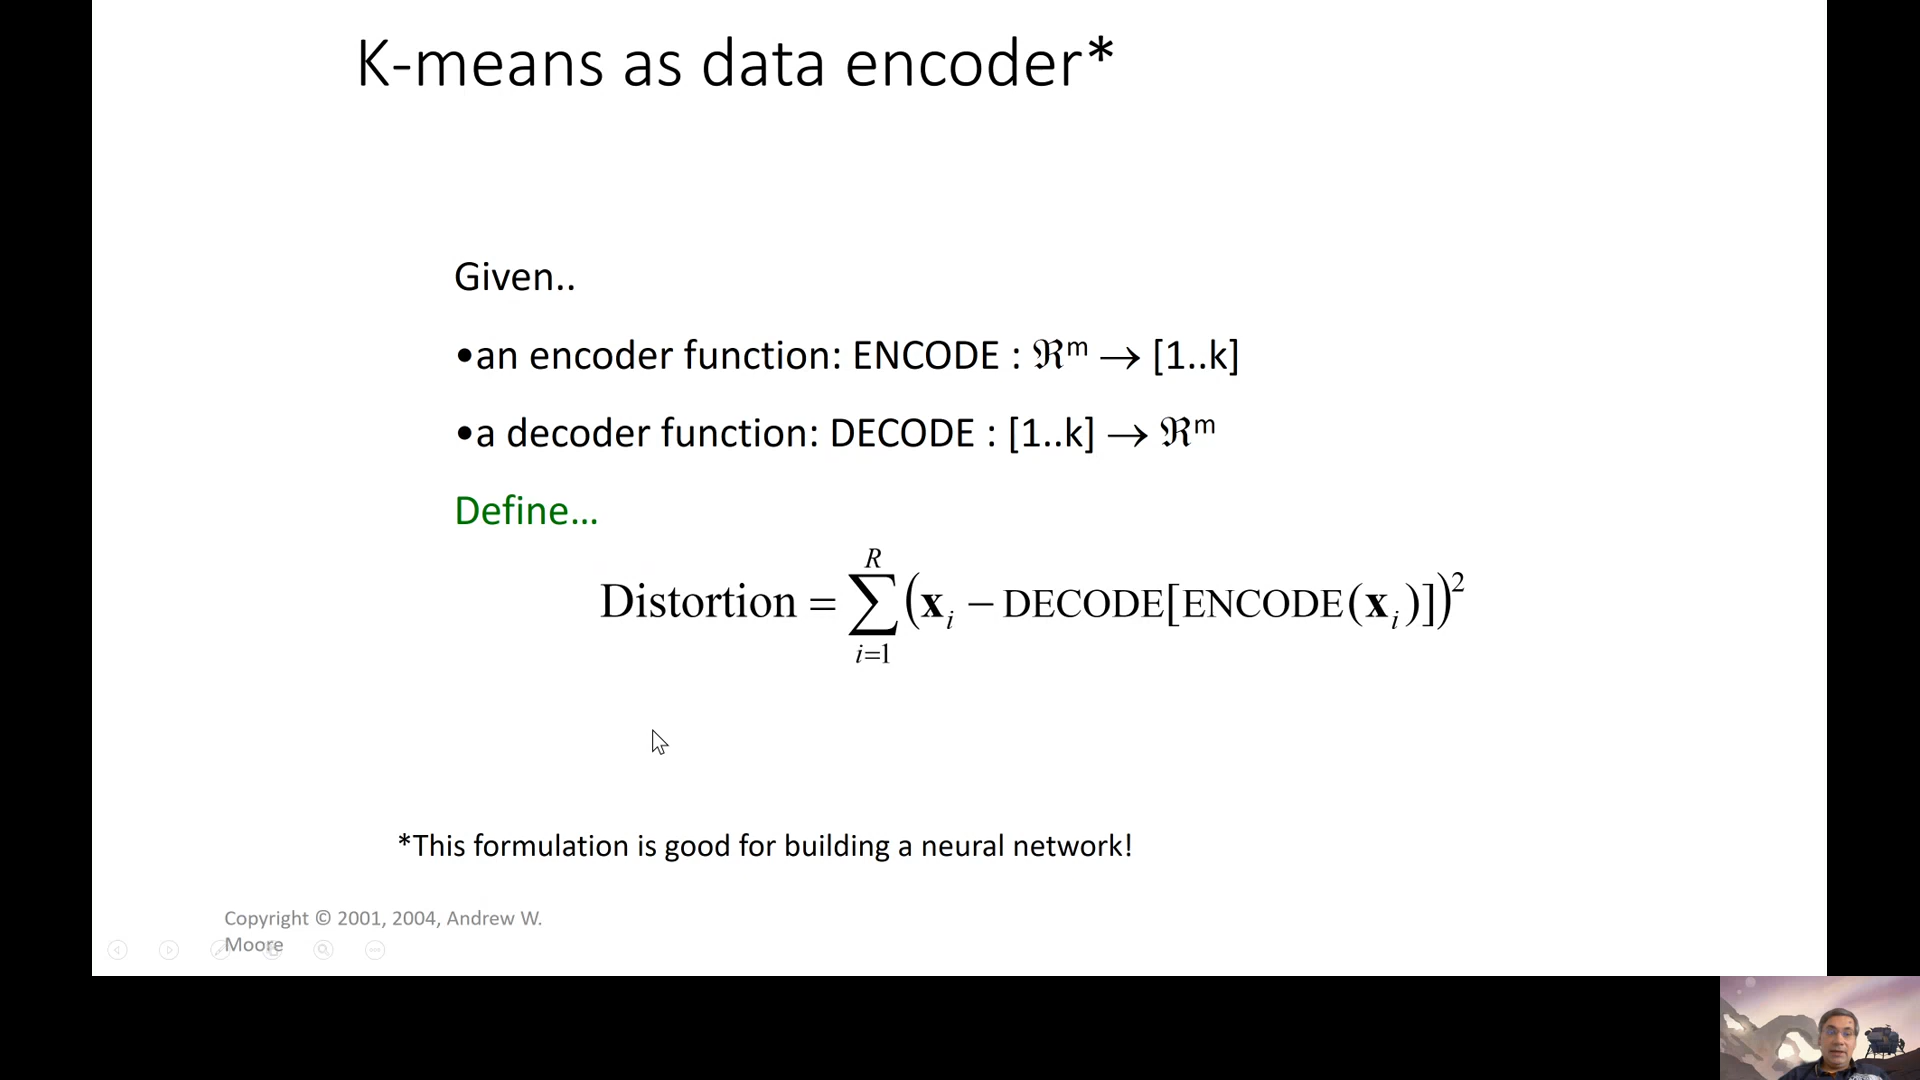 K-means as data encoder*
Given..
•an encoder function: ENCODE : ℜᵐ → [1..k]
•a decoder function: DECODE : [1..k] → ℜᵐ
Define…
Distortion = ∑_{i=1}^{R} (𝐱ᵢ − DECODE[ENCODE(𝐱ᵢ)])²
*This formulation is good for building a neural network!
Copyright © 2001, 2004, Andrew W.
Moore